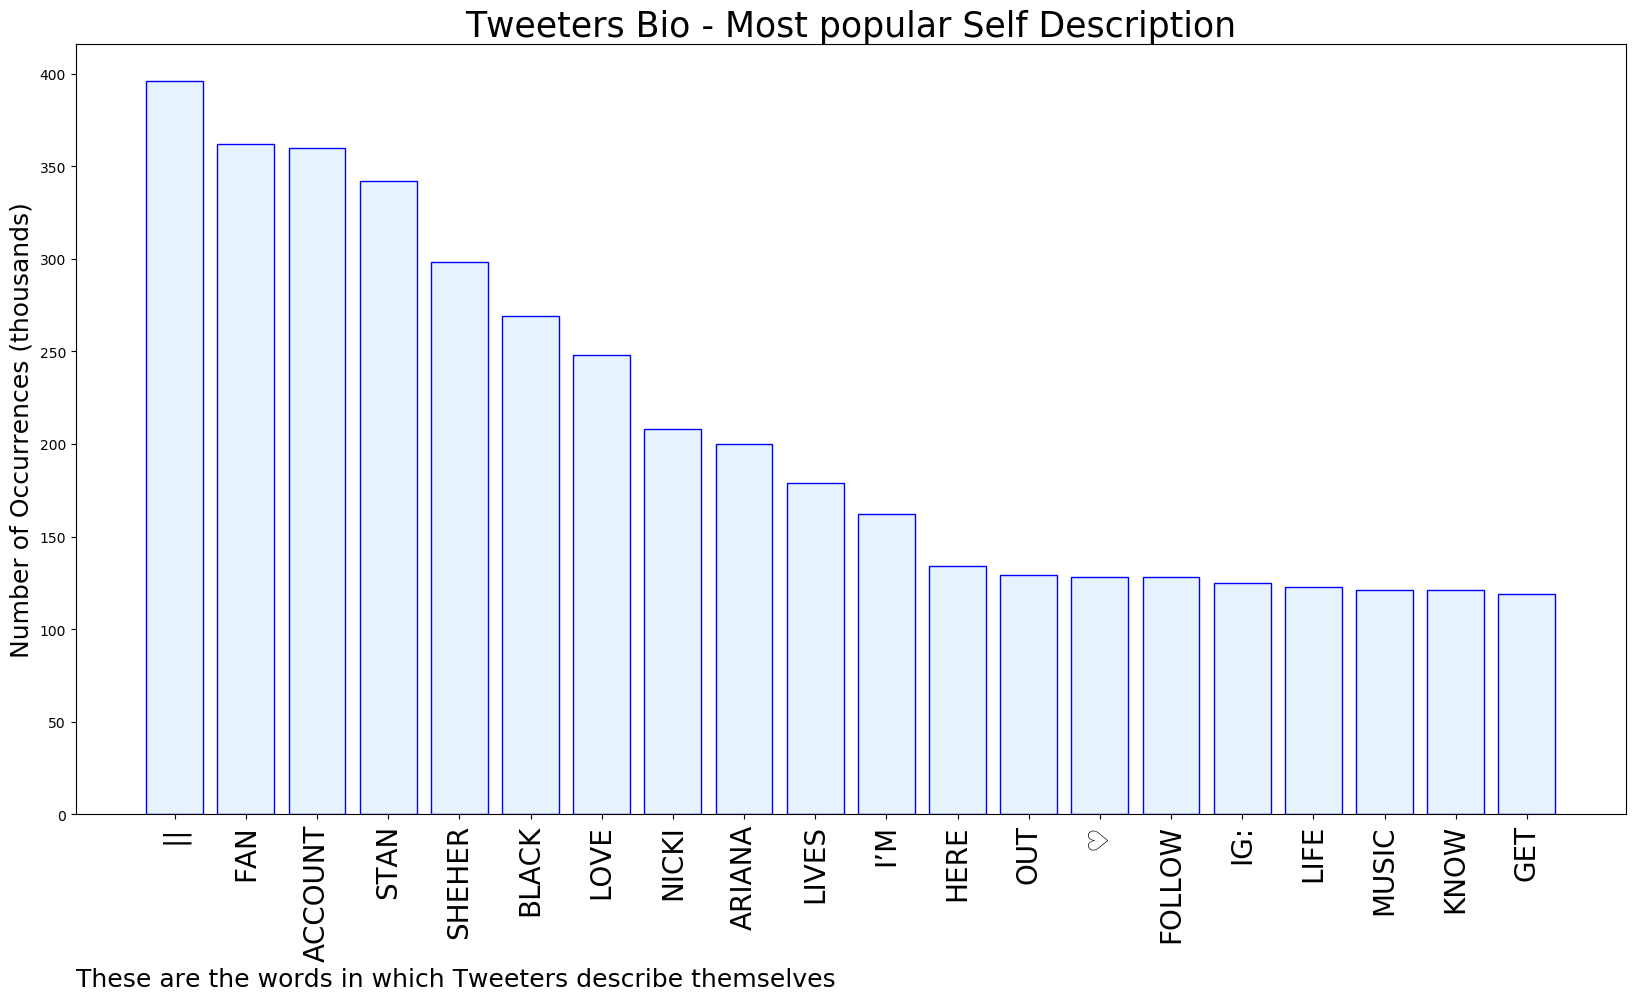 Tweeters Bio - Most popular Self Description
Number of Occurrences (thousands)
400
350
300
250
200
150
100
50
0
||
FAN
ACCOUNT
STAN
SHEHER
BLACK
LOVE
NICKI
ARIANA
LIVES
I’M
HERE
OUT
♡
FOLLOW
IG:
LIFE
MUSIC
KNOW
GET
These are the words in which Tweeters describe themselves